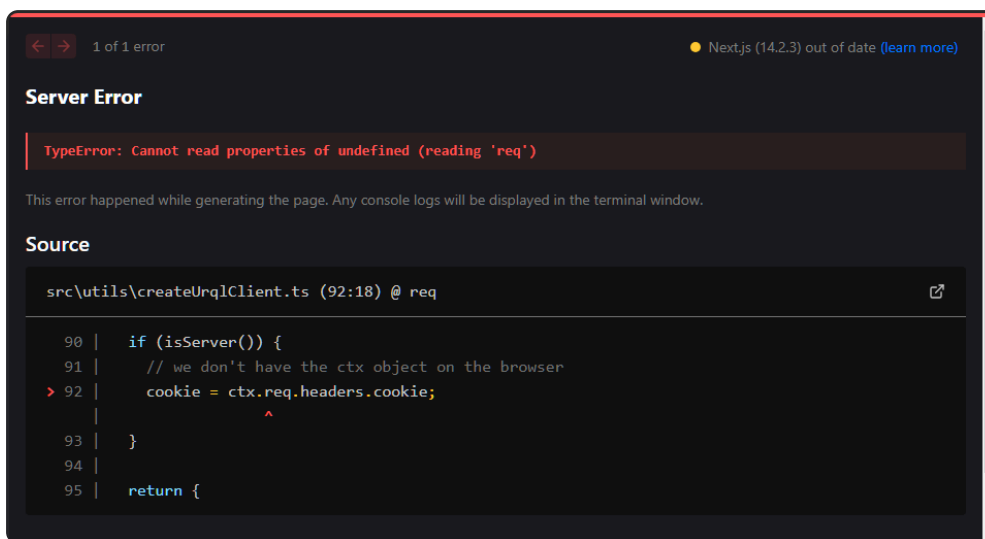 ← → 1 of 1 error Next.js (14.2.3) out of date (learn more)
Server Error
TypeError: Cannot read properties of undefined (reading 'req')
This error happened while generating the page. Any console logs will be displayed in the terminal window.
Source
src\utils\createUrqlClient.ts (92:18) @ req
90 | if (isServer()) {
91 | // we don't have the ctx object on the browser
> 92 | cookie = ctx.req.headers.cookie;
| ^
93 | }
94 |
95 | return {